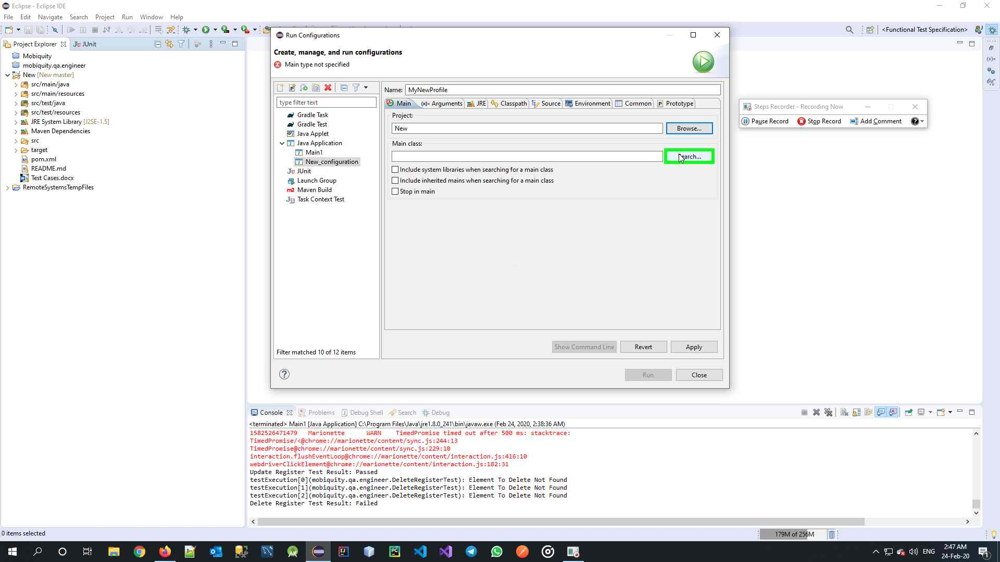 Eclipse - Eclipse IDE
File Edit Navigate Search Project Run Window Help
<Functional Test Specification>
Project Explorer JUnit
Mobiquity
mobiquity.qa.engineer
New [New master]
src/main/java
src/main/resources
src/test/java
src/test/resources
JRE System Library [J2SE-1.5]
Maven Dependencies
src
target
pom.xml
README.md
Test Cases.docx
RemoteSystemsTempFiles
Run Configurations
Create, manage, and run configurations
Main type not specified
type filter text
Gradle Task
Gradle Test
Java Applet
Java Application
Main1
New_configuration
JUnit
Launch Group
Maven Build
Task Context Test
Filter matched 10 of 12 items
Name: MyNewProfile
Main Arguments JRE Classpath Source Environment Common Prototype
Project:
New Browse...
Main class:
Include system libraries when searching for a main class
Include inherited mains when searching for a main class
Stop in main
Show Command Line Revert Apply
Run Close
Steps Recorder - Recording Now
Pause Record Stop Record Add Comment
Console Problems Debug Shell Search Debug
<terminated> Main1 [Java Application] C:\Program Files\Java\jre1.8.0_241\bin\javaw.exe (Feb 24, 2020, 2:38:36 AM)
1582526471479 Marionette WARN TimedPromise timed out after 500 ms: stacktrace:
TimedPromise/<@chrome://marionette/content/sync.js:244:13
TimedPromise@chrome://marionette/content/sync.js:229:10
interaction.flushEventLoop@chrome://marionette/content/interaction.js:416:10
webdriverClickElement@chrome://marionette/content/interaction.js:182:31
Update Register Test Result: Passed
testExecution[0](mobiquity.qa.engineer.DeleteRegisterTest): Element To Delete Not Found
testExecution[1](mobiquity.qa.engineer.DeleteRegisterTest): Element To Delete Not Found
testExecution[2](mobiquity.qa.engineer.DeleteRegisterTest): Element To Delete Not Found
Delete Register Test Result: Failed
0 items selected
179M of 256M
ENG
2:47 AM
24-Feb-20
1